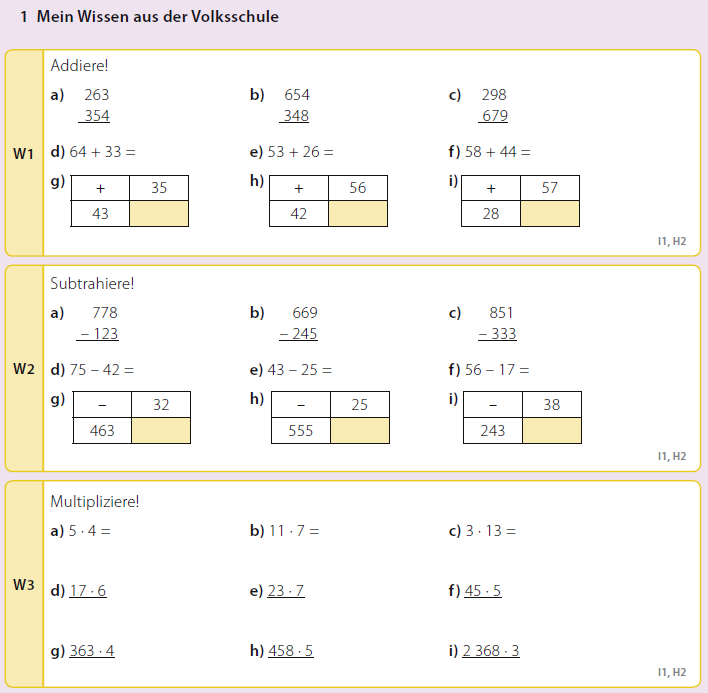 1 Mein Wissen aus der Volksschule
W1
Addiere!
a) 263 b) 654 c) 298
354 348 679
d) 64 + 33 = e) 53 + 26 = f) 58 + 44 =
g) + 35 h) + 56 i) + 57
43 42 28
I1, H2
W2
Subtrahiere!
a) 778 b) 669 c) 851
– 123 – 245 – 333
d) 75 – 42 = e) 43 – 25 = f) 56 – 17 =
g) – 32 h) – 25 i) – 38
463 555 243
I1, H2
W3
Multipliziere!
a) 5 · 4 = b) 11 · 7 = c) 3 · 13 =
d) 17 · 6 e) 23 · 7 f) 45 · 5
g) 363 · 4 h) 458 · 5 i) 2 368 · 3
I1, H2